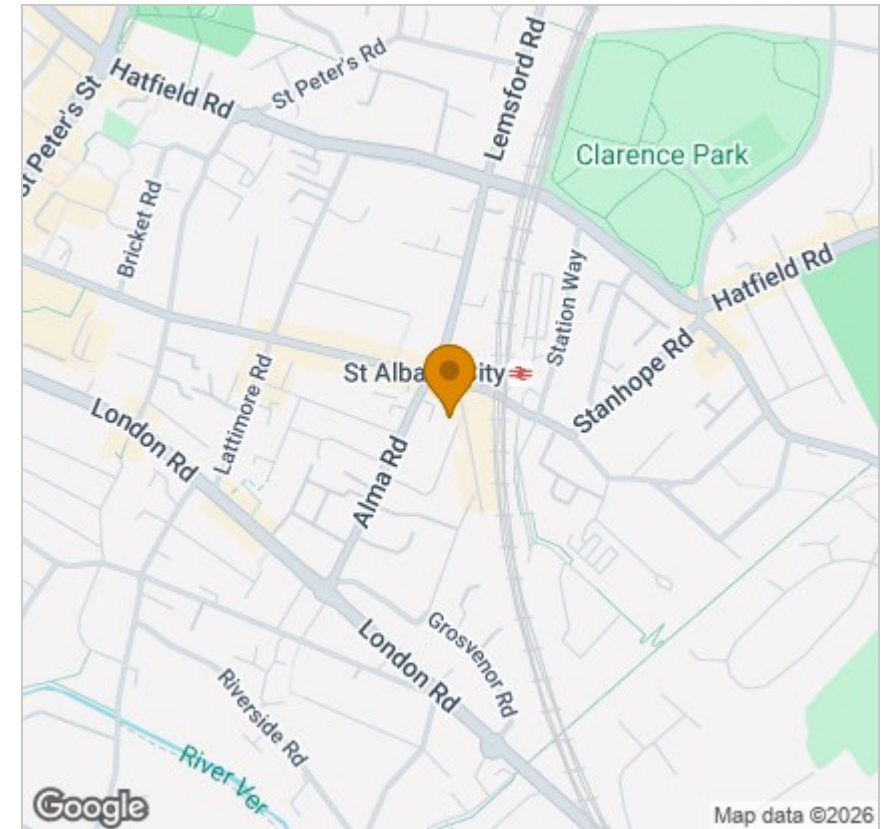 Lemsford Rd
St Peter's Rd
Hatfield Rd
St Peter's St
Clarence Park
Bricket Rd
Hatfield Rd
Station Way
St Alba
City
Stanhope Rd
Lattimore Rd
London Rd
Alma Rd
Grosvenor Rd
London Rd
Riverside Rd
River Ver
Google
Map data ©2026